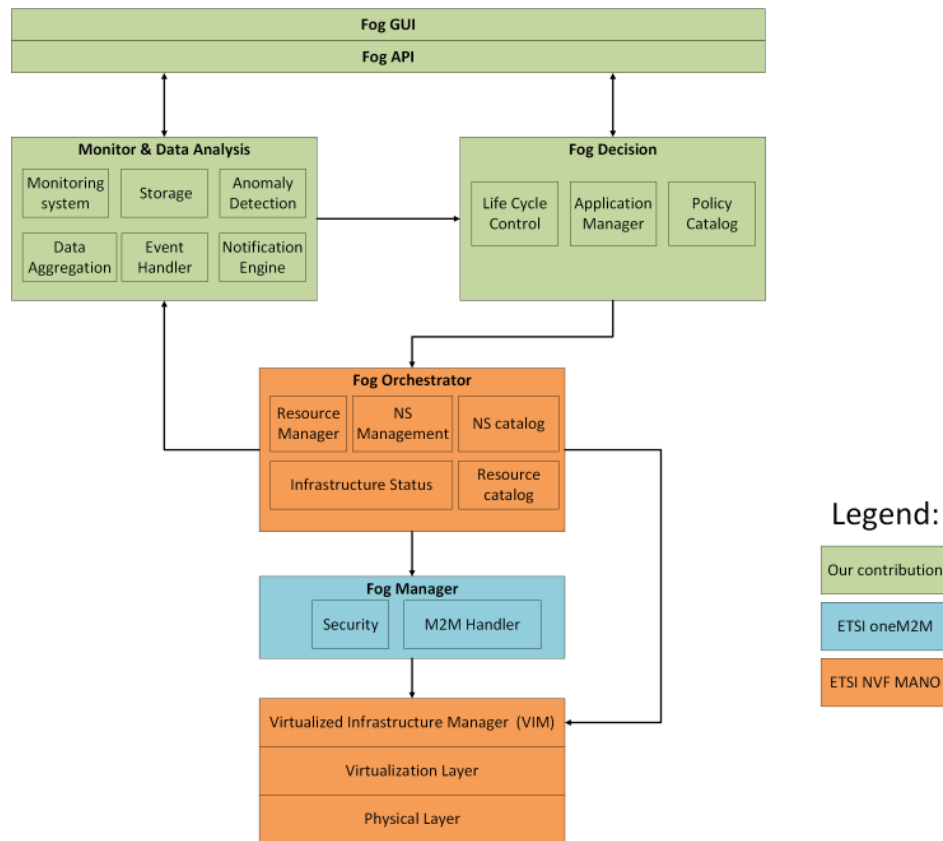 Fog GUI
Fog API
Monitor & Data Analysis
Monitoring
system
Storage
Anomaly
Detection
Data
Aggregation
Event
Handler
Notification
Engine
Fog Decision
Life Cycle
Control
Application
Manager
Policy
Catalog
Fog Orchestrator
Resource
Manager
NS
Management
NS catalog
Infrastructure Status
Resource
catalog
Fog Manager
Security
M2M Handler
Virtualized Infrastructure Manager (VIM)
Virtualization Layer
Physical Layer
Legend:
Our contribution
ETSI oneM2M
ETSI NVF MANO